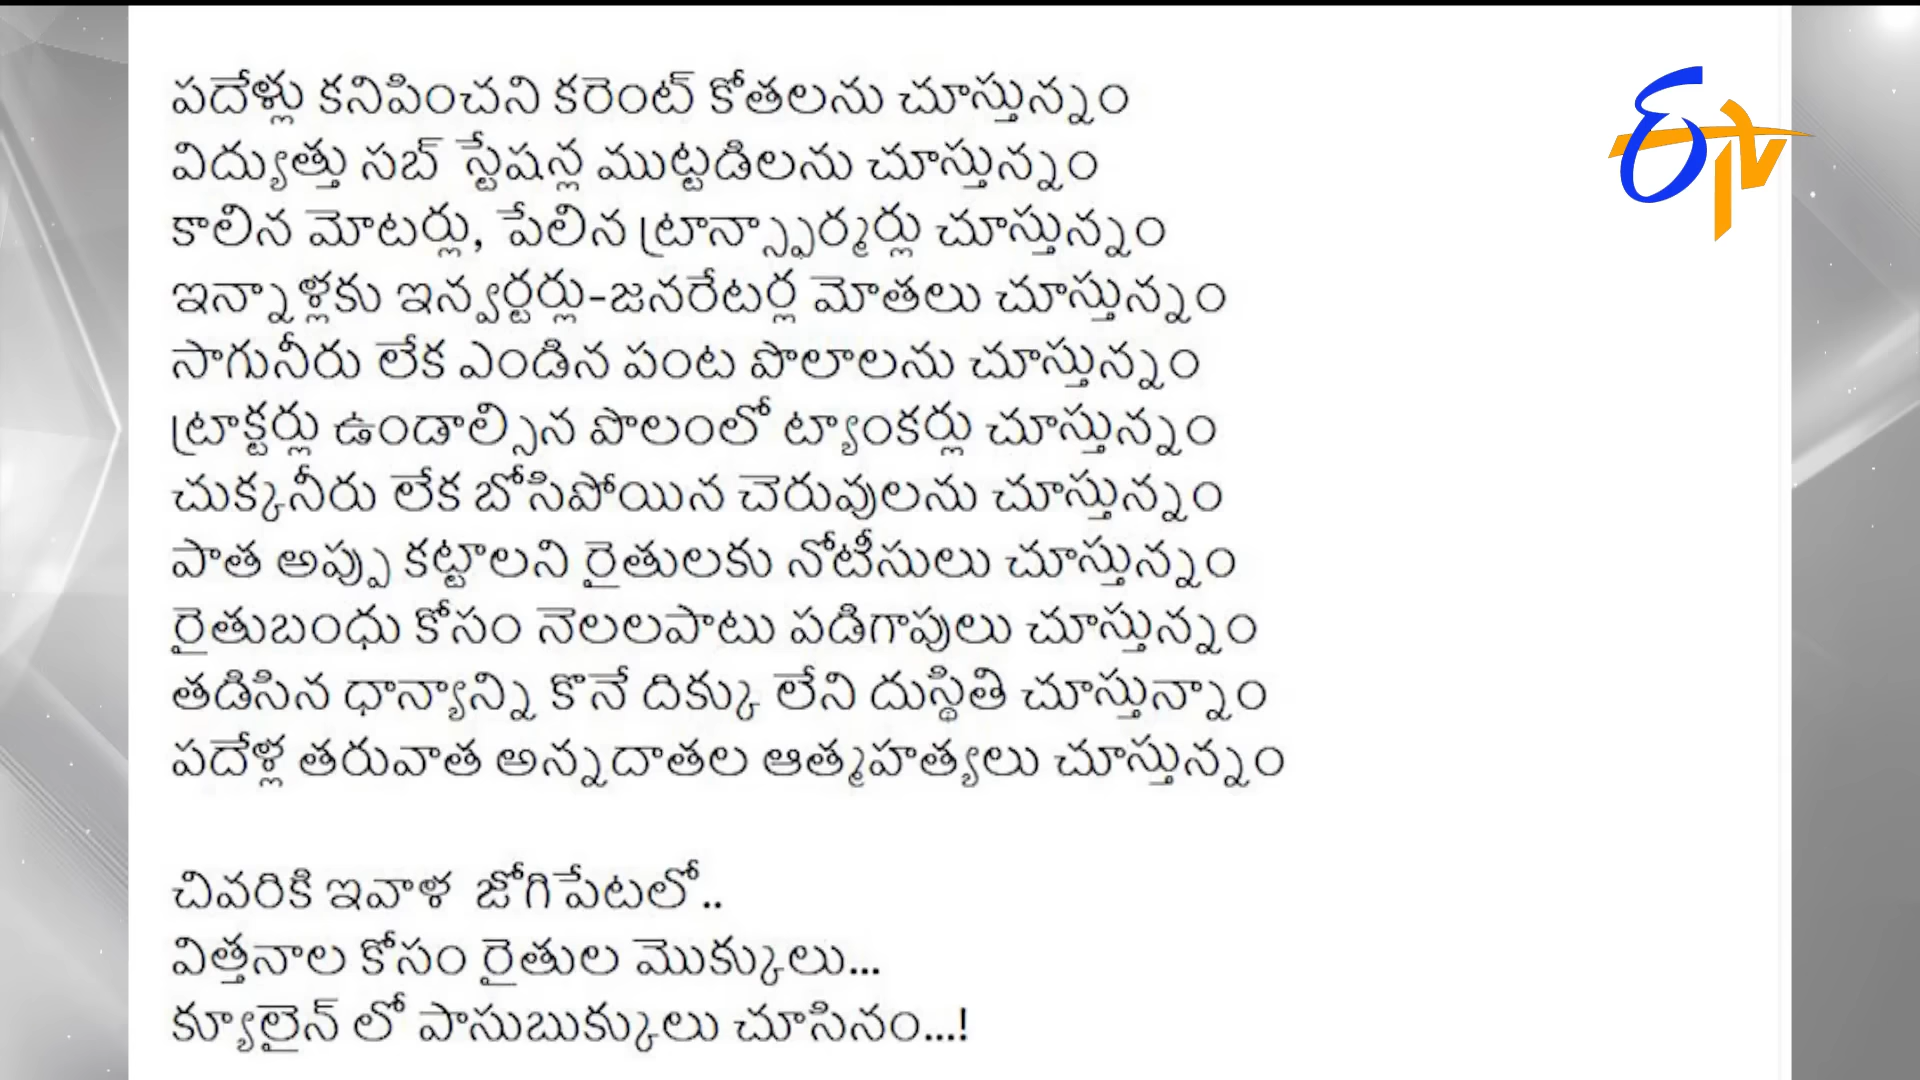 పదేళ్లు కనిపించని కరెంట్ కోతలను చూస్తున్నం
విద్యుత్తు సబ్ స్టేషన్ల ముట్టడిలను చూస్తున్నం
కాలిన మోటర్లు, పేలిన ట్రాన్స్ఫార్మర్లు చూస్తున్నం
ఇన్నాళ్లకు ఇన్వర్టర్లు-జనరేటర్ల మోతలు చూస్తున్నం
సాగునీరు లేక ఎండిన పంట పొలాలను చూస్తున్నం
ట్రాక్టర్లు ఉండాల్సిన పొలంలో ట్యాంకర్లు చూస్తున్నం
చుక్కనీరు లేక బోసిపోయిన చెరువులను చూస్తున్నం
పాత అప్పు కట్టాలని రైతులకు నోటీసులు చూస్తున్నం
రైతుబంధు కోసం నెలలపాటు పడిగాపులు చూస్తున్నం
తడిసిన ధాన్యాన్ని కొనే దిక్కు లేని దుస్థితి చూస్తున్నాం
పదేళ్ల తరువాత అన్నదాతల ఆత్మహత్యలు చూస్తున్నం
చివరికి ఇవాళ జోగిపేటలో..
విత్తనాల కోసం రైతుల మొక్కులు...
క్యూలైన్ లో పాసుబుక్కులు చూసినం...!
ETV